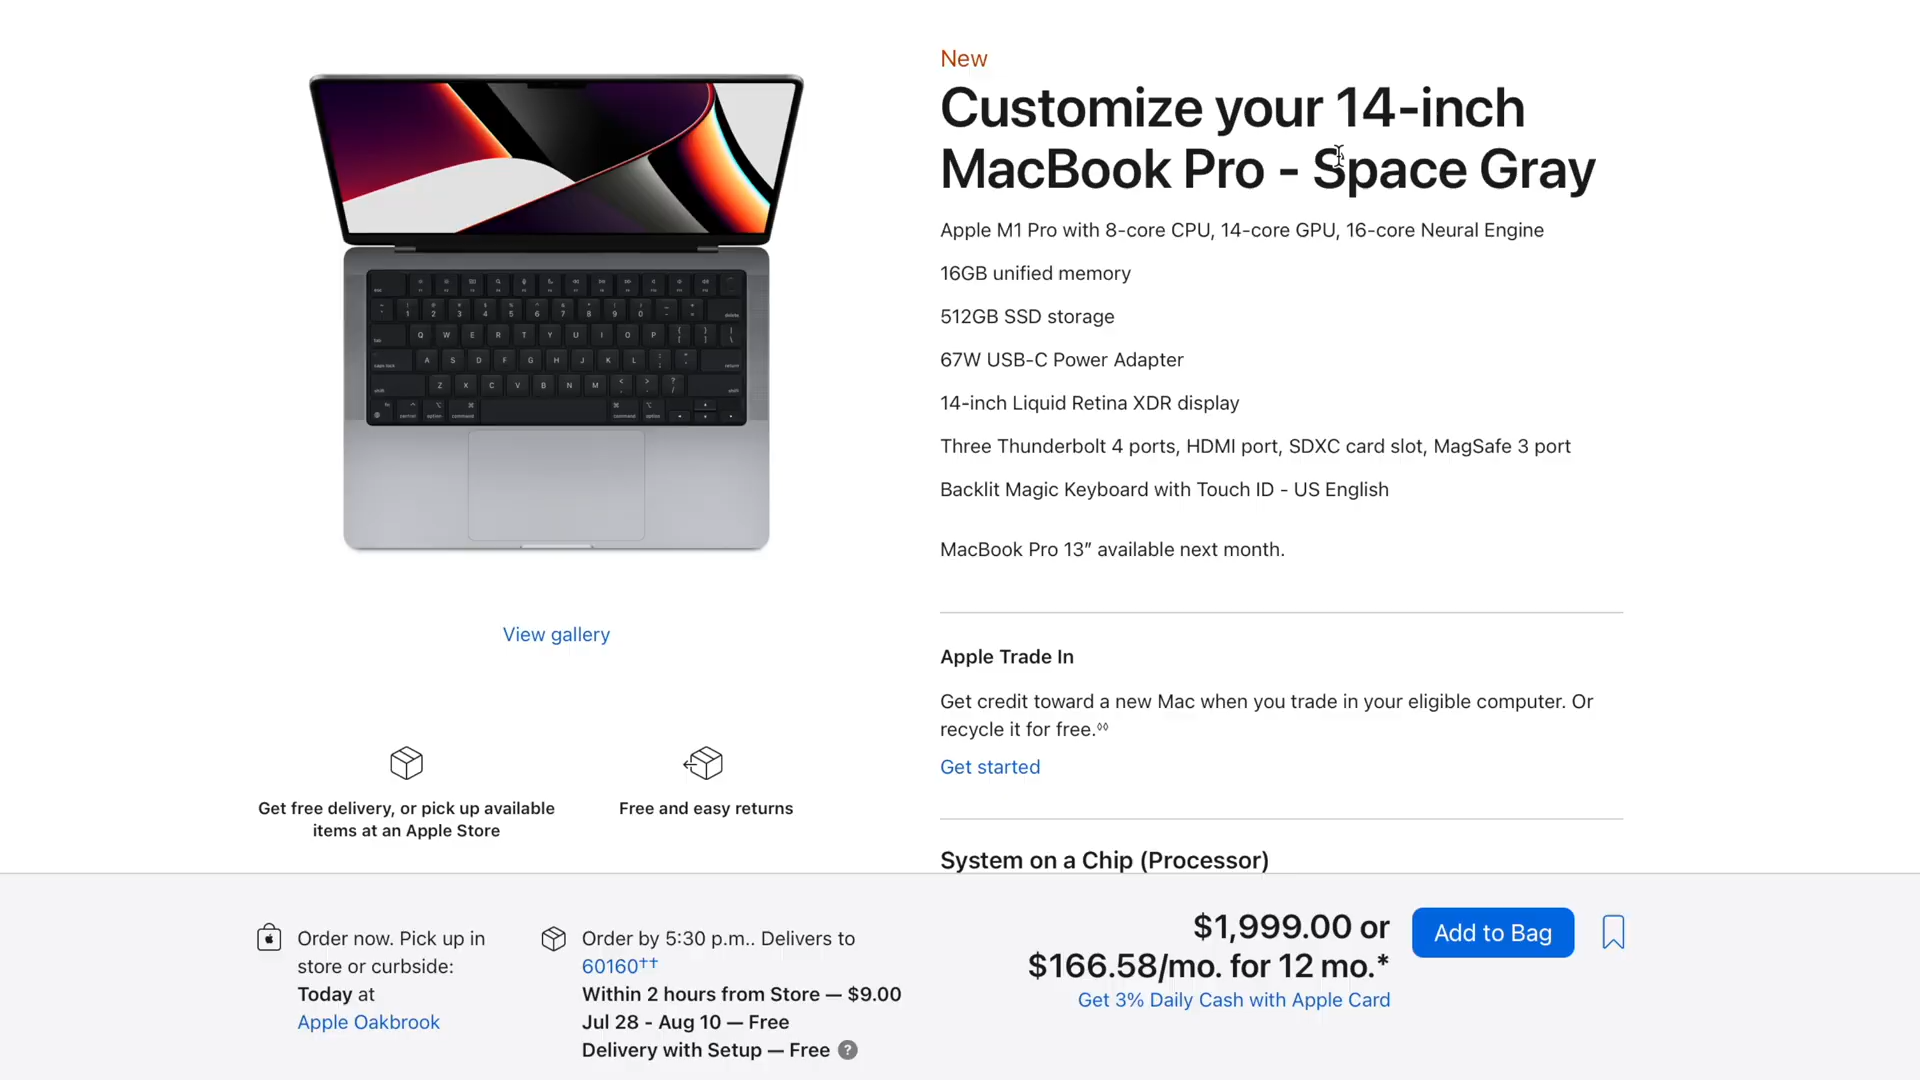 New
Customize your 14-inch
MacBook Pro - Space Gray
Apple M1 Pro with 8-core CPU, 14-core GPU, 16-core Neural Engine
16GB unified memory
512GB SSD storage
67W USB-C Power Adapter
14-inch Liquid Retina XDR display
Three Thunderbolt 4 ports, HDMI port, SDXC card slot, MagSafe 3 port
Backlit Magic Keyboard with Touch ID - US English
MacBook Pro 13” available next month.
View gallery
Apple Trade In
Get credit toward a new Mac when you trade in your eligible computer. Or
recycle it for free.◊◊
Get started
Get free delivery, or pick up available
items at an Apple Store
Free and easy returns
System on a Chip (Processor)
Order now. Pick up in
store or curbside:
Today at
Apple Oakbrook
Order by 5:30 p.m.. Delivers to
60160††
Within 2 hours from Store — $9.00
Jul 28 - Aug 10 — Free
Delivery with Setup — Free ?
$1,999.00 or
$166.58/mo. for 12 mo.*
Get 3% Daily Cash with Apple Card
Add to Bag